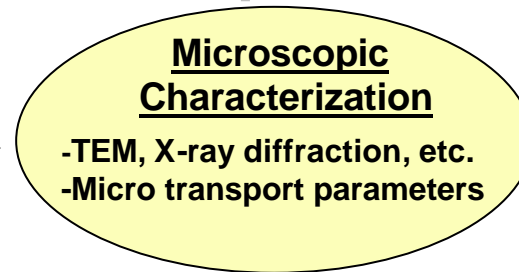 Microscopic
Characterization
-TEM, X-ray diffraction, etc.
-Micro transport parameters